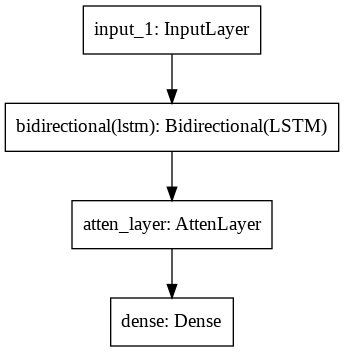 input_1: InputLayer
bidirectional(lstm): Bidirectional(LSTM)
atten_layer: AttenLayer
dense: Dense